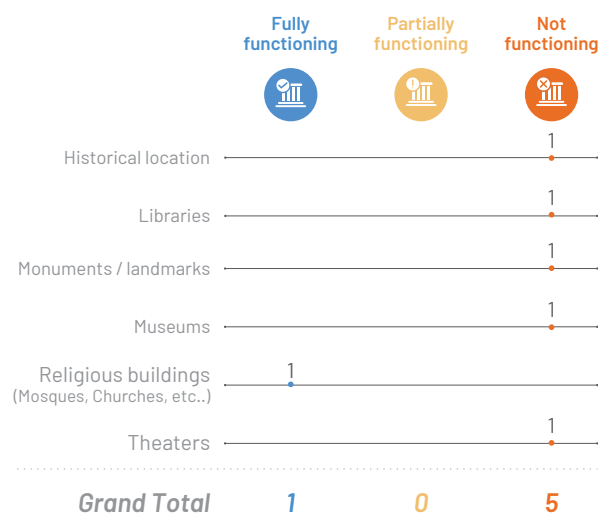 Fully functioning
Partially functioning
Not functioning
1
Historical location
1
Libraries
1
Monuments / landmarks
1
Museums
1
Religious buildings
(Mosques, Churches, etc..)
1
Theaters
Grand Total 1 0 5